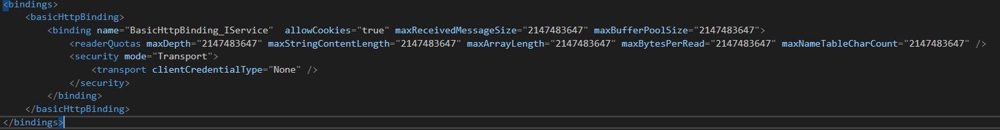 <bindings>
<basicHttpBinding>
<binding name="BasicHttpBinding_IService"  allowCookies="true" maxReceivedMessageSize="2147483647" maxBufferPoolSize="2147483647">
<readerQuotas maxDepth="2147483647" maxStringContentLength="2147483647" maxArrayLength="2147483647" maxBytesPerRead="2147483647" maxNameTableCharCount="2147483647" />
<security mode="Transport">
<transport clientCredentialType="None" />
</security>
</binding>
</basicHttpBinding>
</bindings>